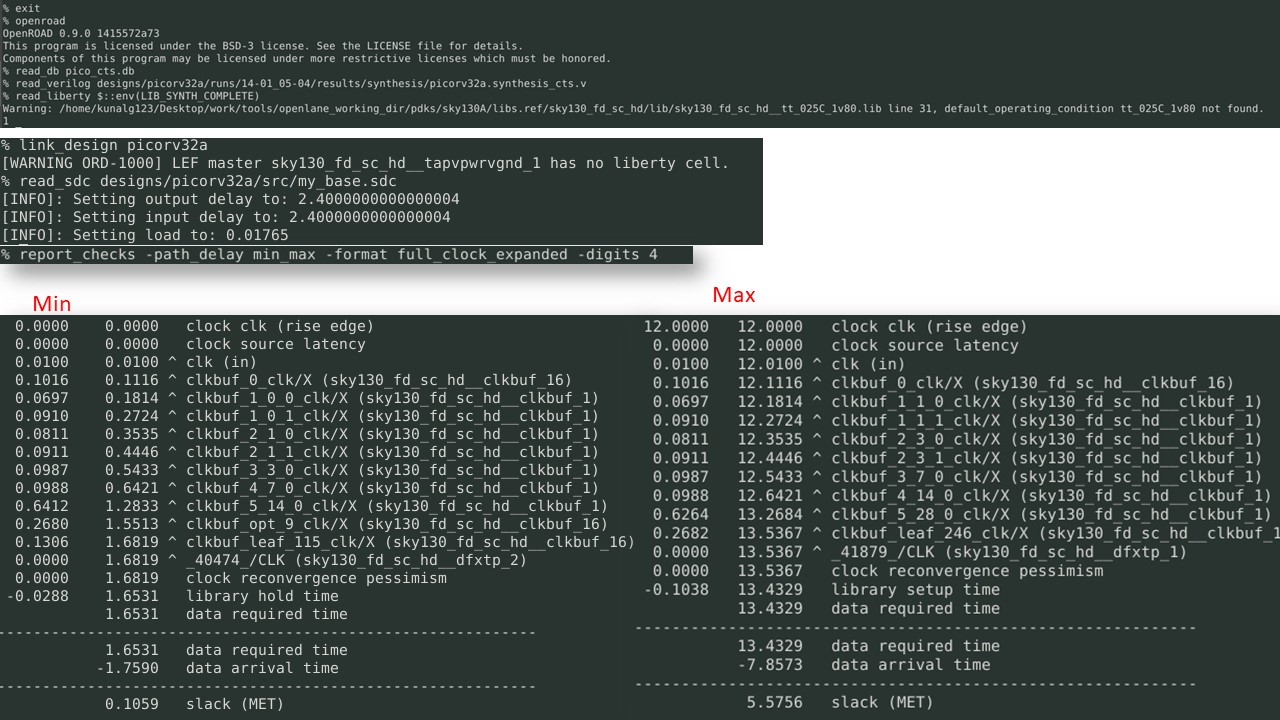 % exit
% openroad
OpenROAD 0.9.0 1415572a73
This program is licensed under the BSD-3 license. See the LICENSE file for details.
Components of this program may be licensed under more restrictive licenses which must be honored.
% read_db pico_cts.db
% read_verilog designs/picorv32a/runs/14-01_05-04/results/synthesis/picorv32a.synthesis_cts.v
% read_liberty $::env(LIB_SYNTH_COMPLETE)
Warning: /home/kunalg123/Desktop/work/tools/openlane_working_dir/pdks/sky130A/libs.ref/sky130_fd_sc_hd/lib/sky130_fd_sc_hd__tt_025C_1v80.lib line 31, default_operating_condition tt_025C_1v80 not found.
1
% link_design picorv32a
[WARNING ORD-1000] LEF master sky130_fd_sc_hd__tapvpwrvgnd_1 has no liberty cell.
% read_sdc designs/picorv32a/src/my_base.sdc
[INFO]: Setting output delay to: 2.4000000000000004
[INFO]: Setting input delay to: 2.4000000000000004
[INFO]: Setting load to: 0.01765
% report_checks -path_delay min_max -format full_clock_expanded -digits 4
Min
0.0000 0.0000 clock clk (rise edge)
0.0000 0.0000 clock source latency
0.0100 0.0100 ^ clk (in)
0.1016 0.1116 ^ clkbuf_0_clk/X (sky130_fd_sc_hd__clkbuf_16)
0.0697 0.1814 ^ clkbuf_1_0_0_clk/X (sky130_fd_sc_hd__clkbuf_1)
0.0910 0.2724 ^ clkbuf_1_0_1_clk/X (sky130_fd_sc_hd__clkbuf_1)
0.0811 0.3535 ^ clkbuf_2_1_0_clk/X (sky130_fd_sc_hd__clkbuf_1)
0.0911 0.4446 ^ clkbuf_2_1_1_clk/X (sky130_fd_sc_hd__clkbuf_1)
0.0987 0.5433 ^ clkbuf_3_3_0_clk/X (sky130_fd_sc_hd__clkbuf_1)
0.0988 0.6421 ^ clkbuf_4_7_0_clk/X (sky130_fd_sc_hd__clkbuf_1)
0.6412 1.2833 ^ clkbuf_5_14_0_clk/X (sky130_fd_sc_hd__clkbuf_1)
0.2680 1.5513 ^ clkbuf_opt_9_clk/X (sky130_fd_sc_hd__clkbuf_16)
0.1306 1.6819 ^ clkbuf_leaf_115_clk/X (sky130_fd_sc_hd__clkbuf_16)
0.0000 1.6819 ^ _40474_/CLK (sky130_fd_sc_hd__dfxtp_2)
0.0000 1.6819 clock reconvergence pessimism
-0.0288 1.6531 library hold time
1.6531 data required time
------------------------------------------------------------
1.6531 data required time
-1.7590 data arrival time
------------------------------------------------------------
0.1059 slack (MET)
Max
12.0000 12.0000 clock clk (rise edge)
0.0000 12.0000 clock source latency
0.0100 12.0100 ^ clk (in)
0.1016 12.1116 ^ clkbuf_0_clk/X (sky130_fd_sc_hd__clkbuf_16)
0.0697 12.1814 ^ clkbuf_1_1_0_clk/X (sky130_fd_sc_hd__clkbuf_1)
0.0910 12.2724 ^ clkbuf_1_1_1_clk/X (sky130_fd_sc_hd__clkbuf_1)
0.0811 12.3535 ^ clkbuf_2_3_0_clk/X (sky130_fd_sc_hd__clkbuf_1)
0.0911 12.4446 ^ clkbuf_2_3_1_clk/X (sky130_fd_sc_hd__clkbuf_1)
0.0987 12.5433 ^ clkbuf_3_7_0_clk/X (sky130_fd_sc_hd__clkbuf_1)
0.0988 12.6421 ^ clkbuf_4_14_0_clk/X (sky130_fd_sc_hd__clkbuf_1)
0.6264 13.2684 ^ clkbuf_5_28_0_clk/X (sky130_fd_sc_hd__clkbuf_1)
0.2682 13.5367 ^ clkbuf_leaf_246_clk/X (sky130_fd_sc_hd__clkbuf_1
0.0000 13.5367 ^ _41879_/CLK (sky130_fd_sc_hd__dfxtp_1)
0.0000 13.5367 clock reconvergence pessimism
-0.1038 13.4329 library setup time
13.4329 data required time
------------------------------------------------------------
13.4329 data required time
-7.8573 data arrival time
------------------------------------------------------------
5.5756 slack (MET)